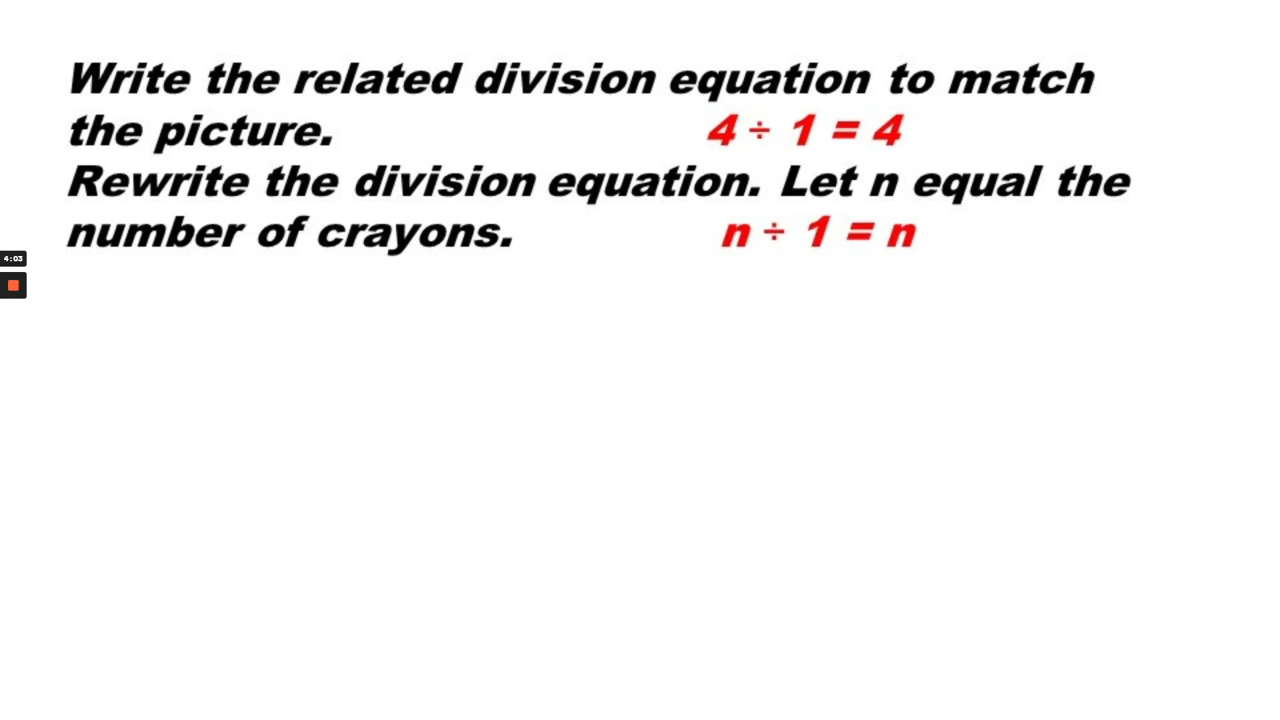 Write the related division equation to match
the picture. 4 ÷ 1 = 4
Rewrite the division equation. Let n equal the
number of crayons. n ÷ 1 = n
4:03